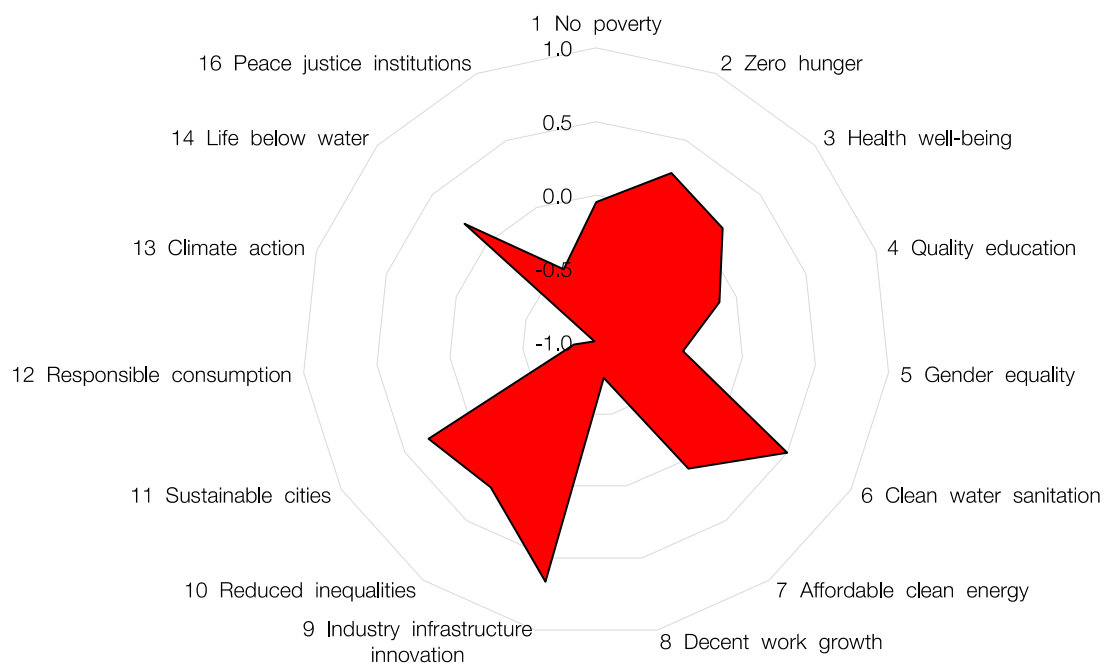 1 No poverty
1.0
16 Peace justice institutions
2 Zero hunger
0.5
14 Life below water
3 Health well-being
0.0
13 Climate action
4 Quality education
-0.5
-1.0
12 Responsible consumption
5 Gender equality
11 Sustainable cities
6 Clean water sanitation
10 Reduced inequalities
7 Affordable clean energy
9 Industry infrastructure
innovation
8 Decent work growth